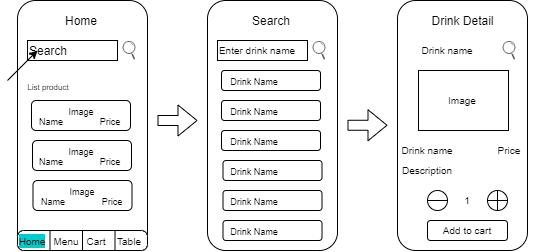 Home
Search
List product
Image
Name Price
Image
Name Price
Image
Name Price
Home Menu Cart Table
Search
Enter drink name
Drink Name
Drink Name
Drink Name
Drink Name
Drink Name
Drink Name
Drink Detail
Drink name
Image
Drink name Price
Description
1
Add to cart